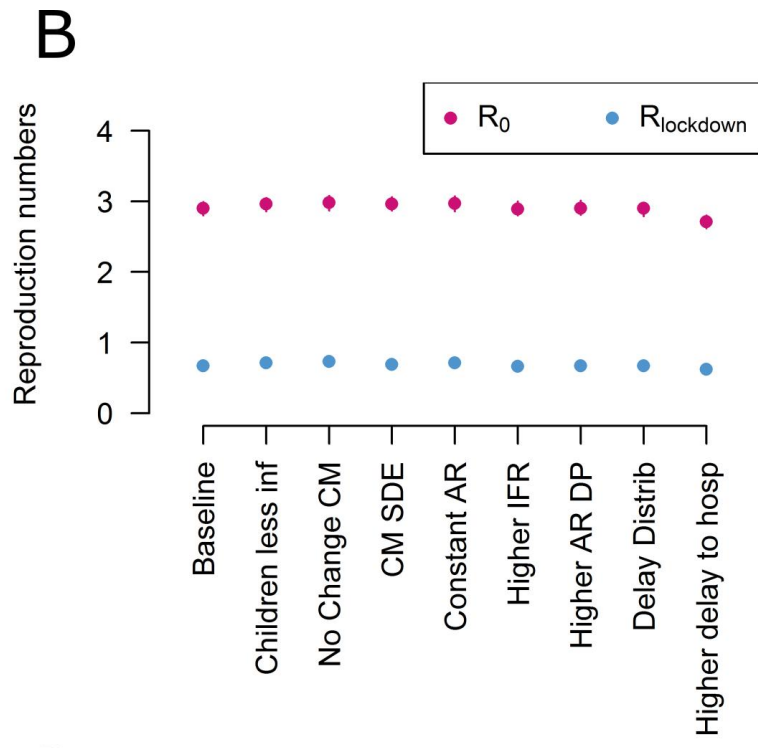 B
R0 Rlockdown
Reproduction numbers
4
3
2
1
0
Baseline
Children less inf
No Change CM
CM SDE
Constant AR
Higher IFR
Higher AR DP
Delay Distrib
Higher delay to hosp